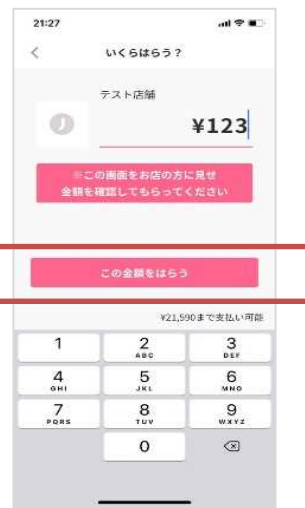 21:27
いくらはらう？
テスト店舗
J
¥123
※この画面をお店の方に見せ
金額を確認してもらってください
この金額をはらう
¥21,590まで支払い可能
1 2 3
ABC DEF
4 5 6
GHI JKL MNO
7 8 9
PQRS TUV WXYZ
0